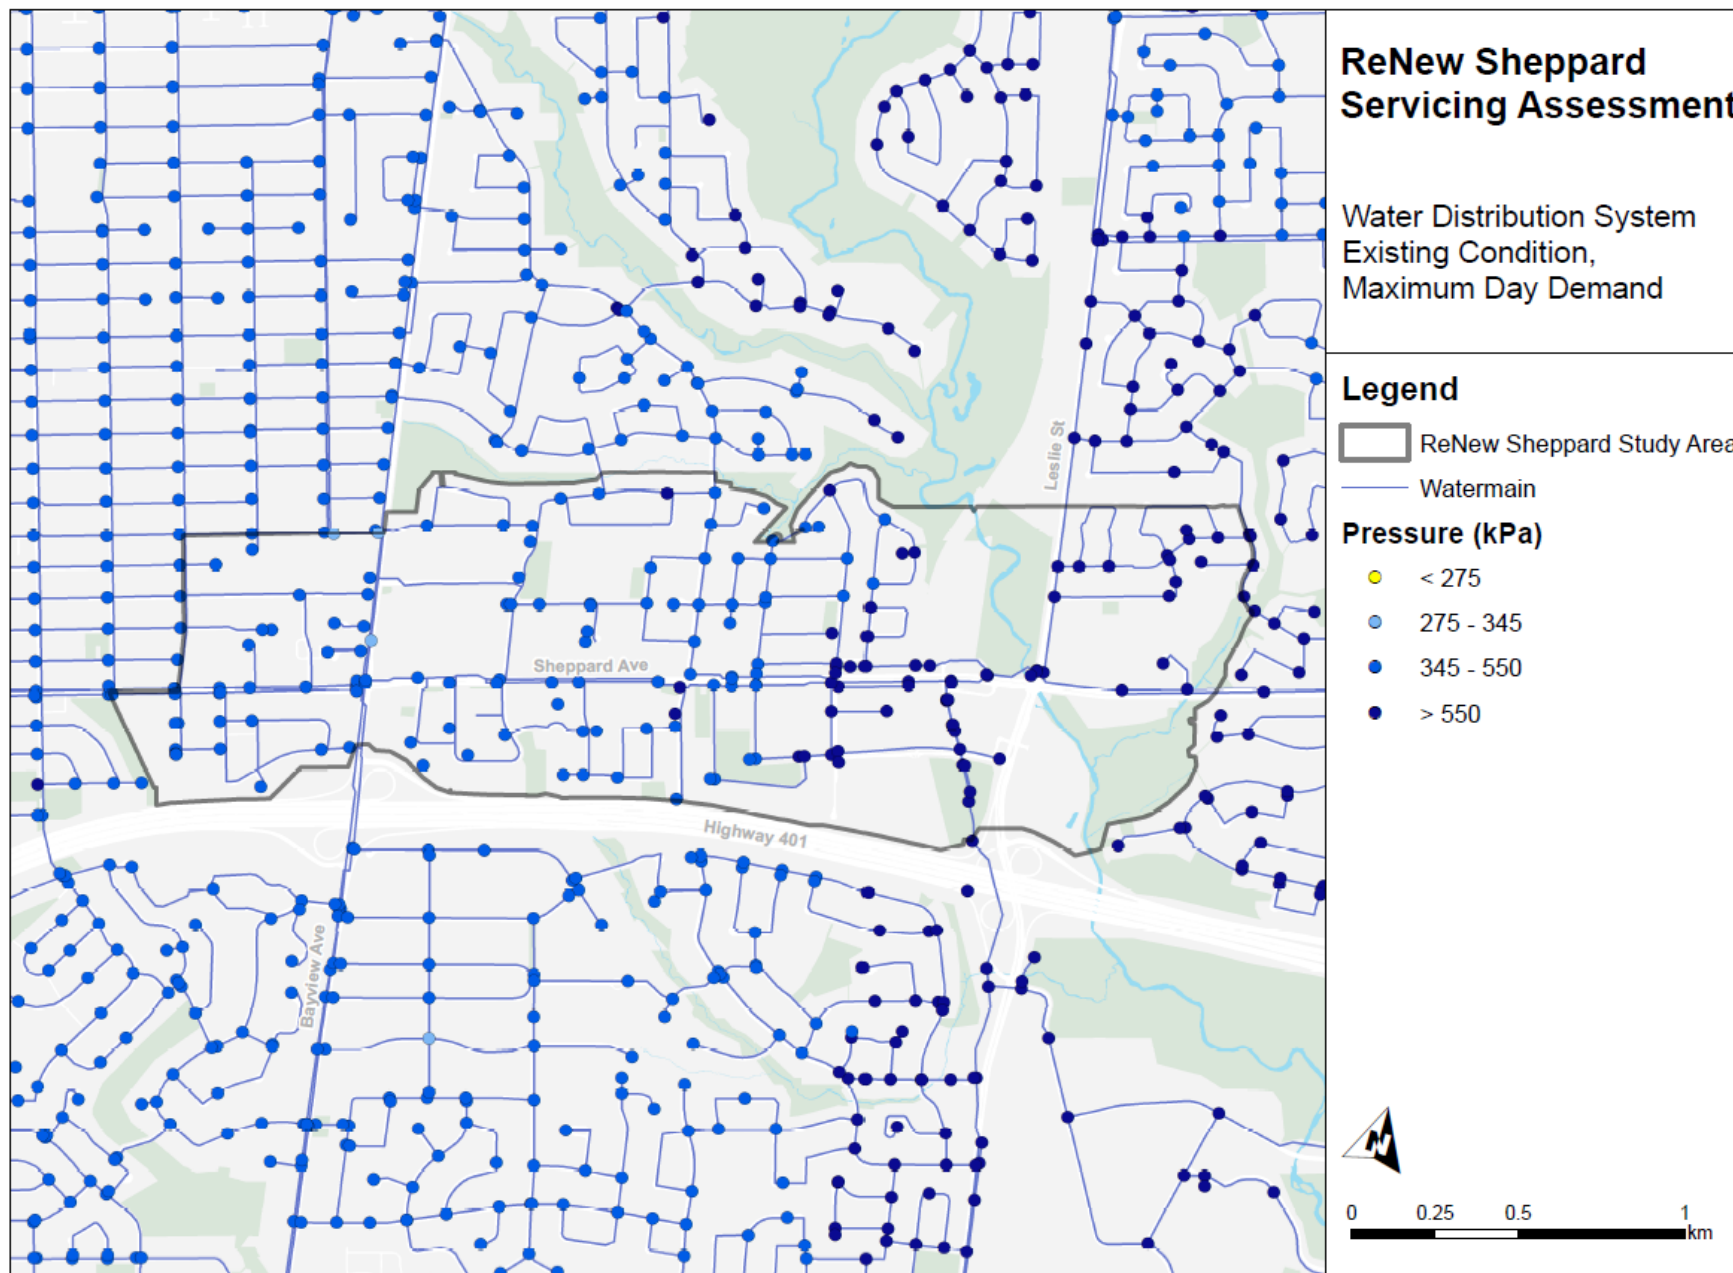 ReNew Sheppard
Servicing Assessment
Water Distribution System
Existing Condition,
Maximum Day Demand
Legend
ReNew Sheppard Study Area
Watermain
Pressure (kPa)
< 275
275 - 345
345 - 550
> 550
Leslie St
Sheppard Ave
Highway 401
Bayview Ave
N
0 0.25 0.5 1
km